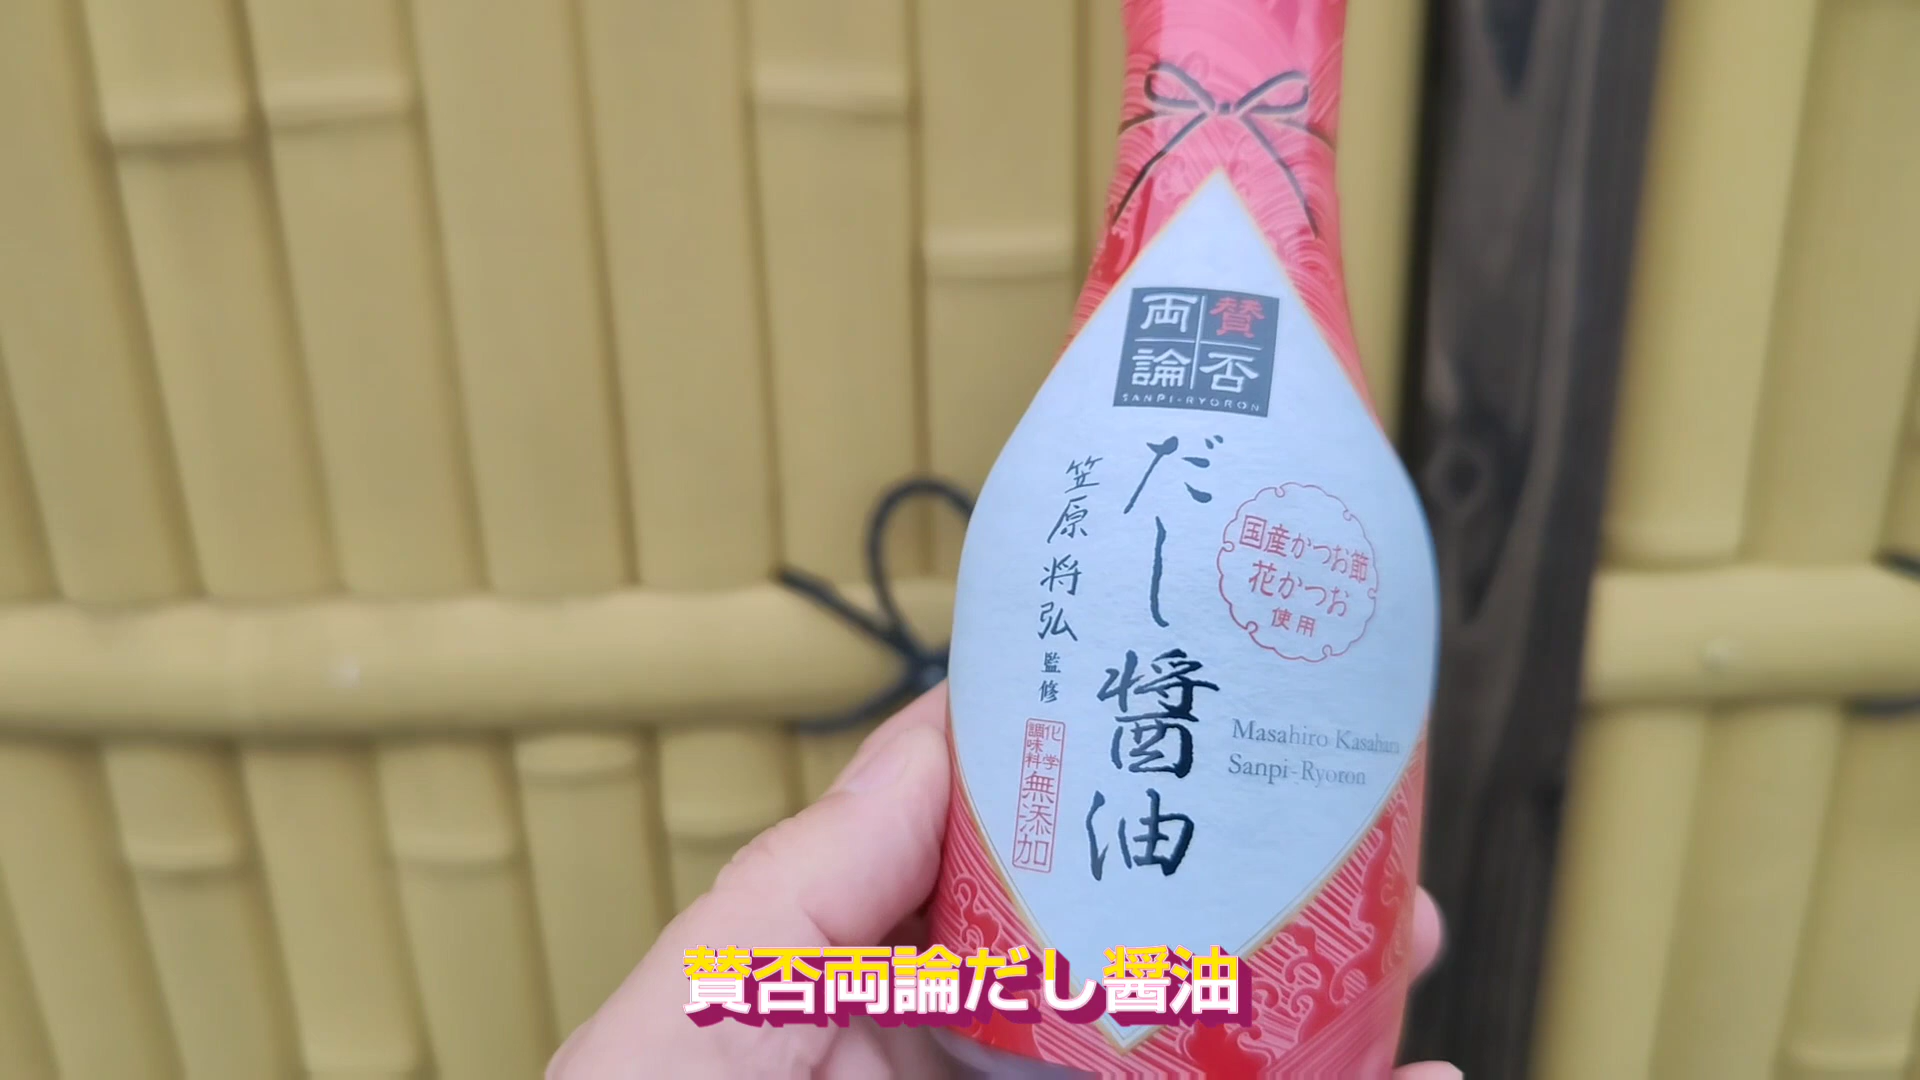 賛否
両論
SANPI-RYORON
だし醤油
国産かつお節
花かつお
使用
笠原将弘監修
化学
調味料
無添加
Masahiro Kasahara
Sanpi-Ryoron
賛否両論だし醤油